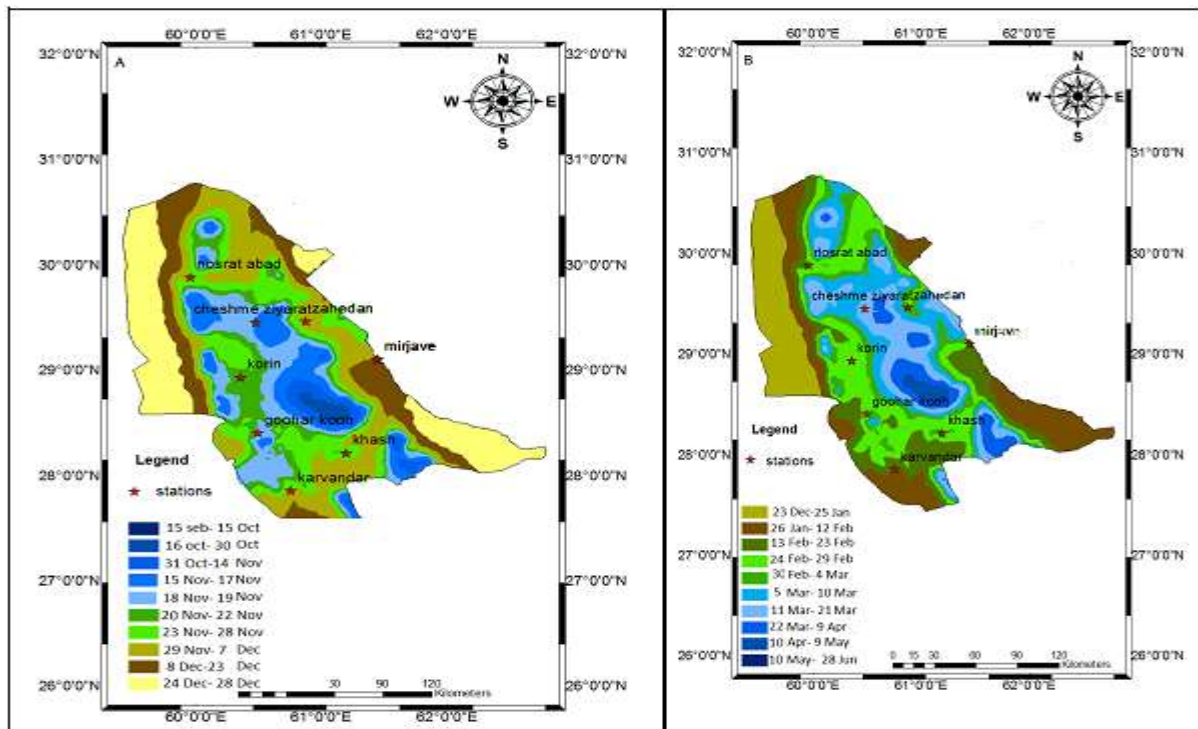 60°0'0"E 61°0'0"E 62°0'0"E
32°0'0"N 32°0'0"N
A
N
W E
S
31°0'0"N 31°0'0"N
30°0'0"N 30°0'0"N
nosrat abad
cheshme ziyarat zahedan
mirjave
korin
29°0'0"N 29°0'0"N
goohar kooh
khash
28°0'0"N 28°0'0"N
karvandar
Legend
stations
15 seb- 15 Oct
16 oct- 30 Oct
31 Oct-14 Nov
15 Nov- 17 Nov
18 Nov- 19 Nov
20 Nov- 22 Nov
23 Nov- 28 Nov
29 Nov- 7 Dec
8 Dec-23 Dec
24 Dec- 28 Dec
27°0'0"N 27°0'0"N
26°0'0"N 26°0'0"N
30 60 90 120
Kilometers
60°0'0"E 61°0'0"E 62°0'0"E
60°0'0"E 61°0'0"E 62°0'0"E
32°0'0"N 32°0'0"N
B
N
W E
S
31°0'0"N 31°0'0"N
30°0'0"N 30°0'0"N
nosrat abad
cheshme ziyarat zahedan
mirjave
korin
29°0'0"N 29°0'0"N
goohar kooh
khash
28°0'0"N 28°0'0"N
karvandar
Legend
stations
23 Dec-25 Jan
26 Jan- 12 Feb
13 Feb- 23 Feb
24 Feb- 29 Feb
30 Feb- 4 Mar
5 Mar- 10 Mar
11 Mar- 21 Mar
22 Mar- 9 Apr
10 Apr- 9 May
10 May- 28 Jun
27°0'0"N 27°0'0"N
26°0'0"N 26°0'0"N
0 15 30 60 90 120
Kilometers
60°0'0"E 61°0'0"E 62°0'0"E